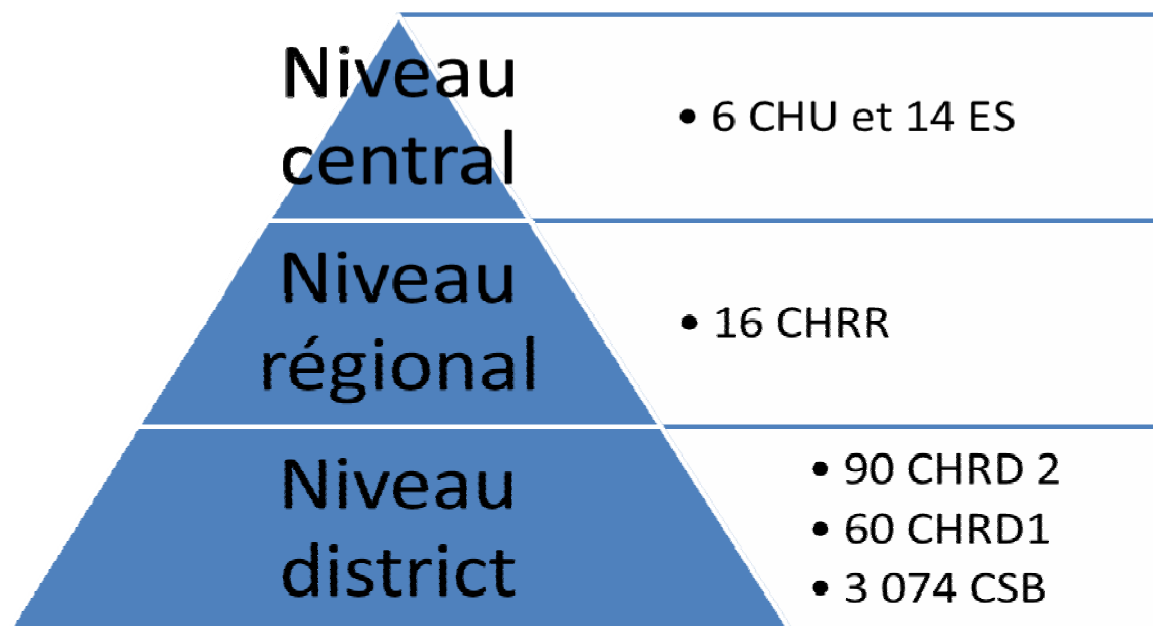 Niveau
central
• 6 CHU et 14 ES
Niveau
régional
• 16 CHRR
Niveau
district
• 90 CHRD 2
• 60 CHRD1
• 3 074 CSB